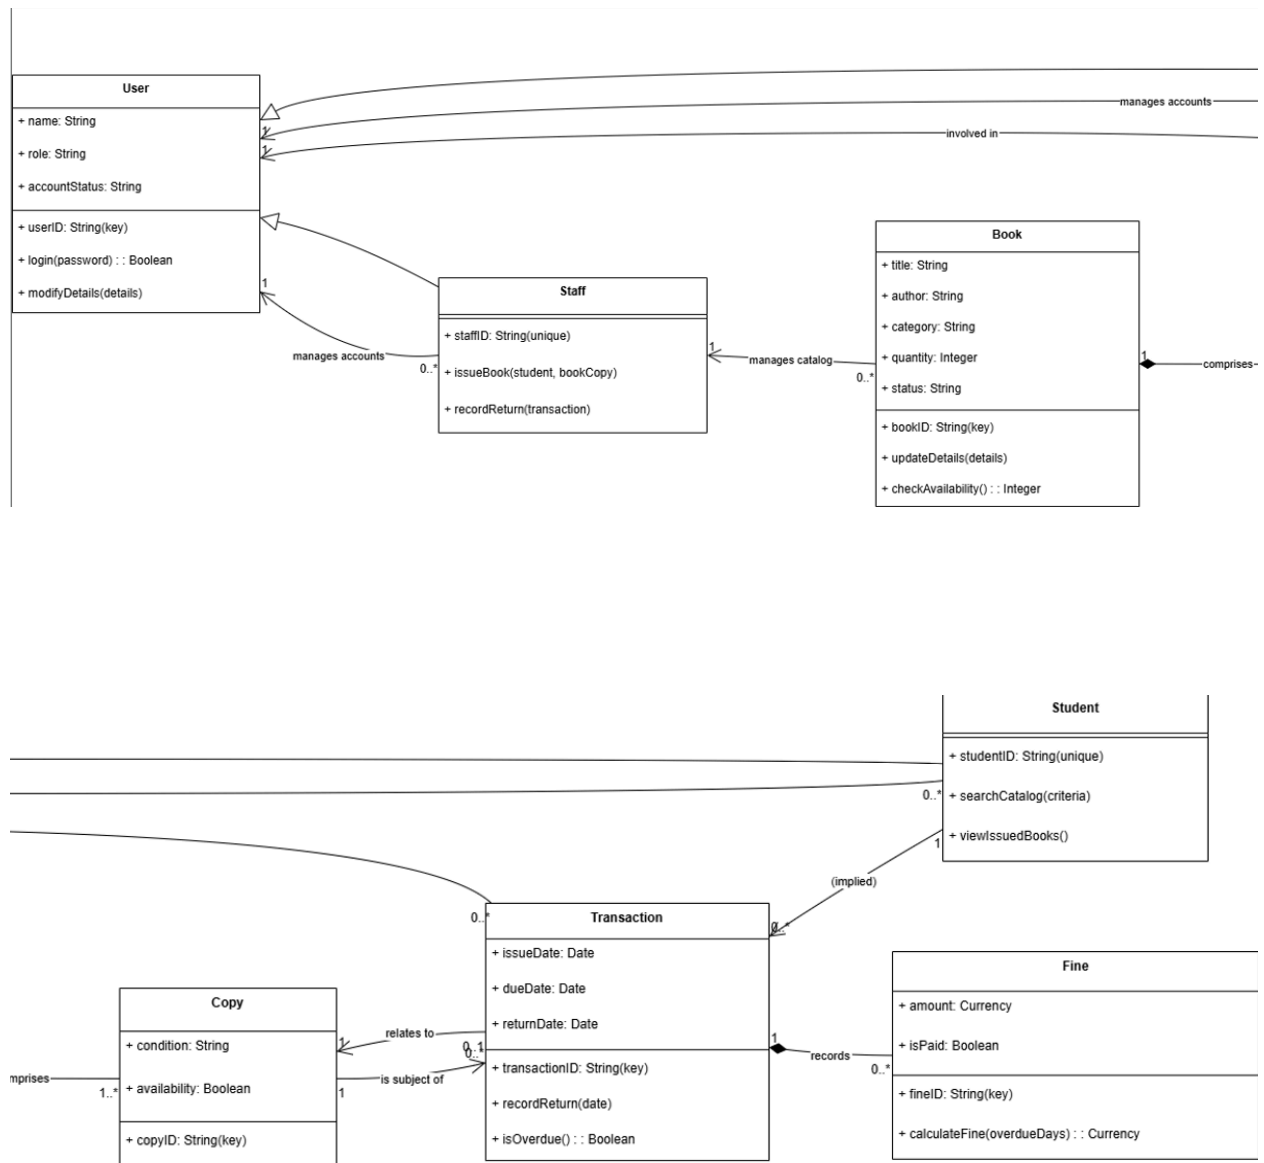 User
+ name: String
+ role: String
+ accountStatus: String
+ userID: String(key)
+ login(password) : : Boolean
+ modifyDetails(details)
manages accounts
1
involved in
1
1
manages accounts
0..*
Staff
+ staffID: String(unique)
+ issueBook(student, bookCopy)
+ recordReturn(transaction)
1
manages catalog
0..*
Book
+ title: String
+ author: String
+ category: String
+ quantity: Integer
+ status: String
+ bookID: String(key)
+ updateDetails(details)
+ checkAvailability() : : Integer
1
comprises
Student
+ studentID: String(unique)
+ searchCatalog(criteria)
+ viewIssuedBooks()
0..*
1
(implied)
0..*
0..*
Transaction
+ issueDate: Date
+ dueDate: Date
+ returnDate: Date
+ transactionID: String(key)
+ recordReturn(date)
+ isOverdue() : : Boolean
Copy
+ condition: String
+ availability: Boolean
+ copyID: String(key)
mprises
1..*
relates to
1
0..1
0..*
is subject of
1
1
records
0..*
Fine
+ amount: Currency
+ isPaid: Boolean
+ fineID: String(key)
+ calculateFine(overdueDays) : : Currency